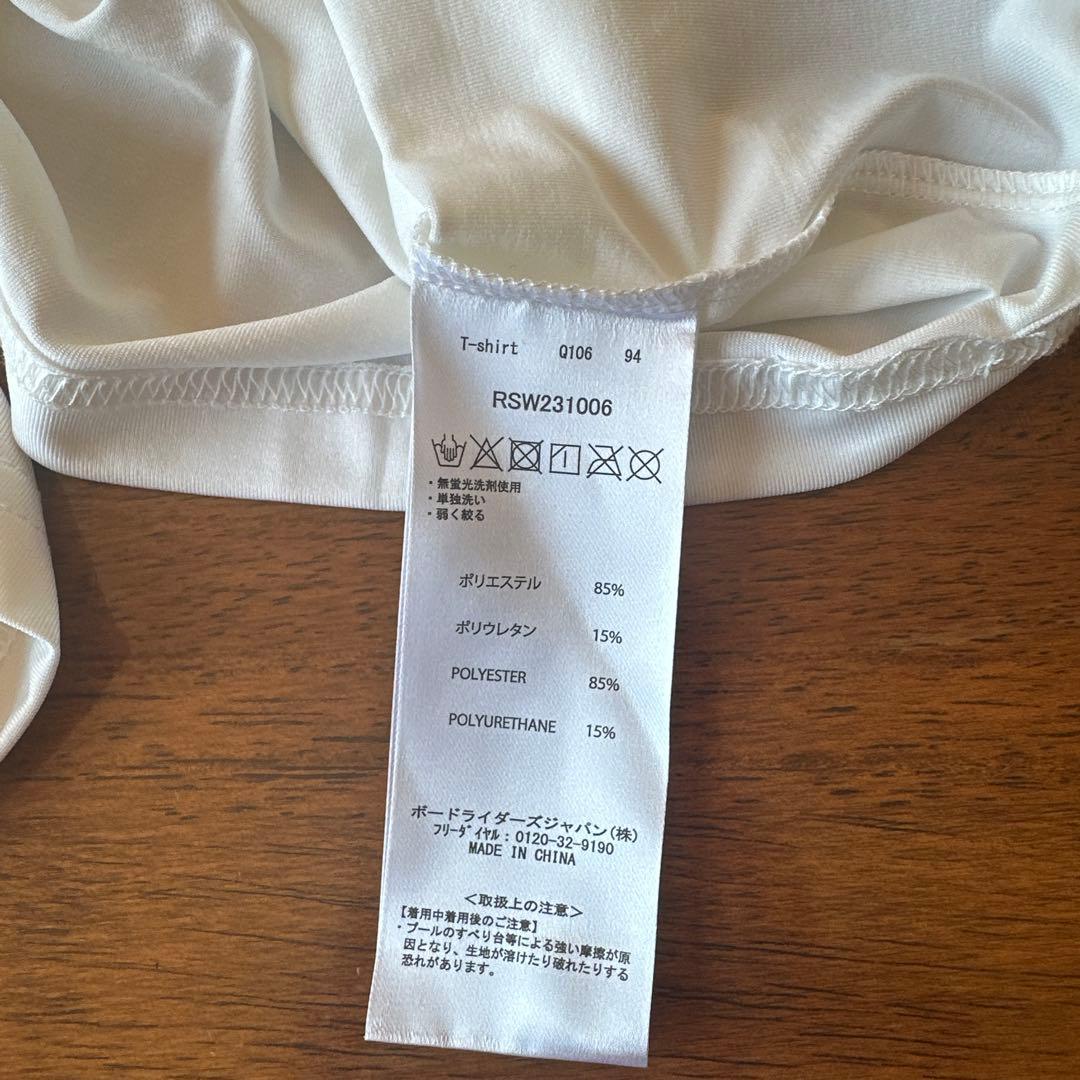 T-shirt Q106 94
RSW231006
・無蛍光洗剤使用
・単独洗い
・弱く絞る
ポリエステル 85%
ポリウレタン 15%
POLYESTER 85%
POLYURETHANE 15%
ボードライダーズジャパン(株)
ﾌﾘｰﾀﾞｲﾔﾙ:0120-32-9190
MADE IN CHINA
＜取扱上の注意＞
【着用中着用後のご注意】
・プールのすべり台等による強い摩擦が原
因となり、生地が溶けたり破れたりする
恐れがあります。